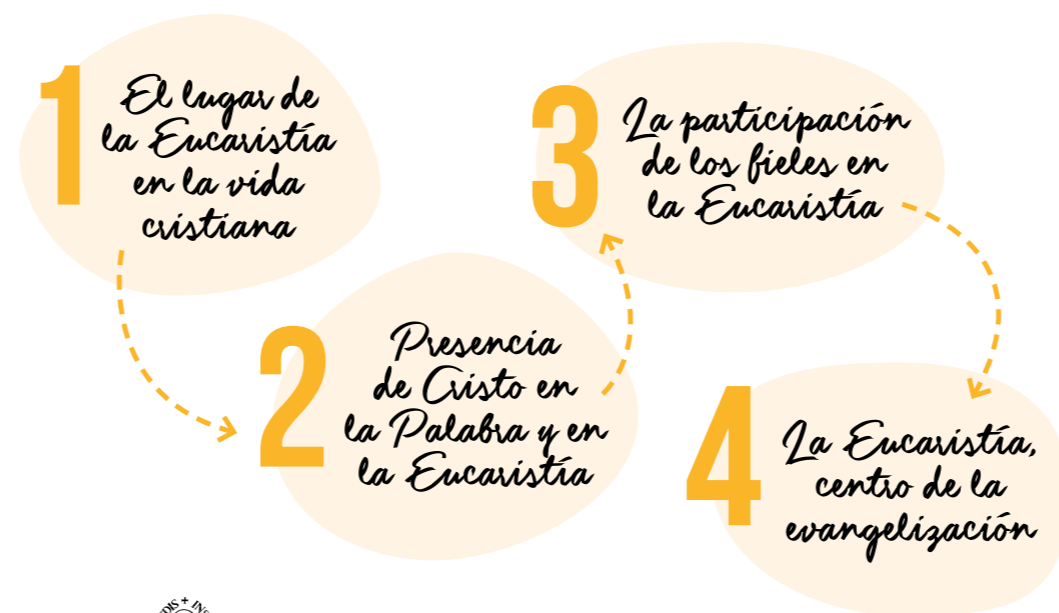 1
El lugar de
la Eucaristía
en la vida
cristiana
2
Presencia
de Cristo en
la Palabra y en
la Eucaristía
3
La participación
de los fieles en
la Eucaristía
4
La Eucaristía,
centro de la
evangelización